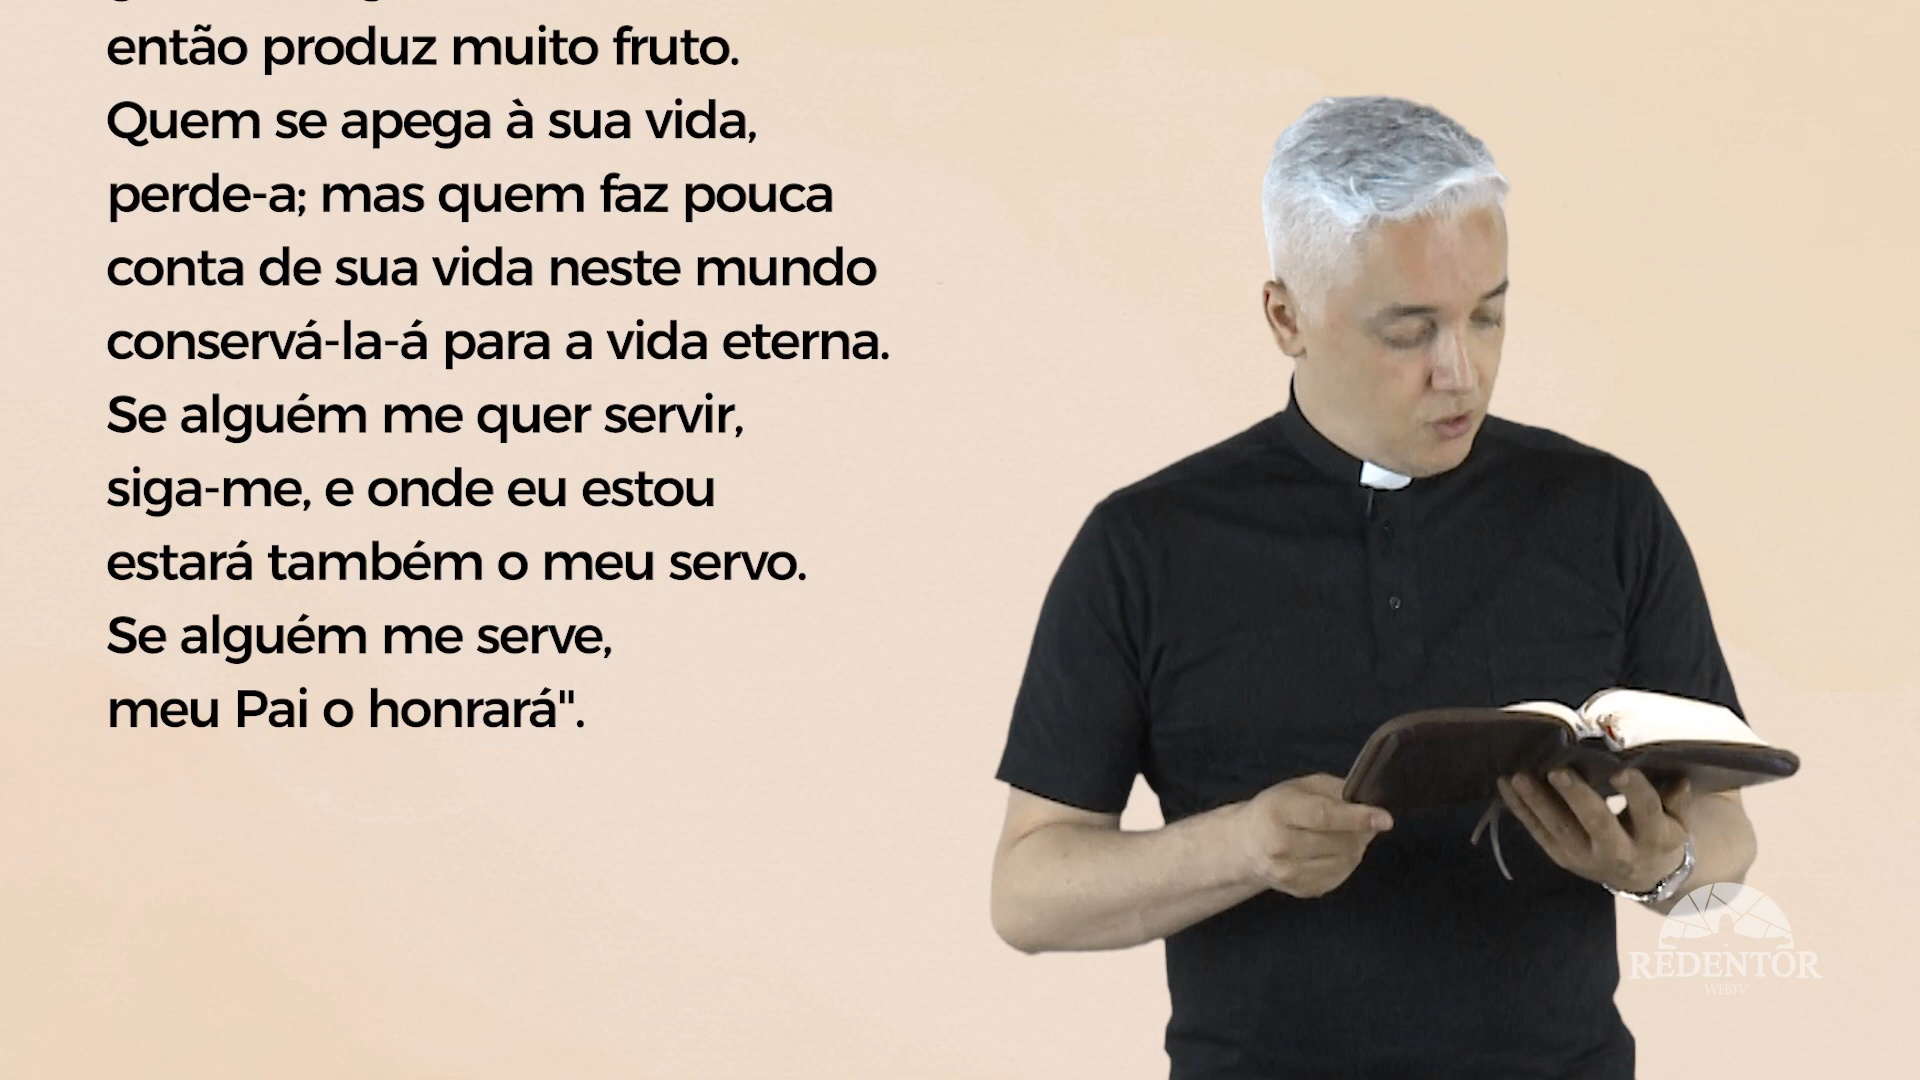 então produz muito fruto.
Quem se apega à sua vida,
perde-a; mas quem faz pouca
conta de sua vida neste mundo
conservá-la-á para a vida eterna.
Se alguém me quer servir,
siga-me, e onde eu estou
estará também o meu servo.
Se alguém me serve,
meu Pai o honrará".
REDENTOR
WEBTV